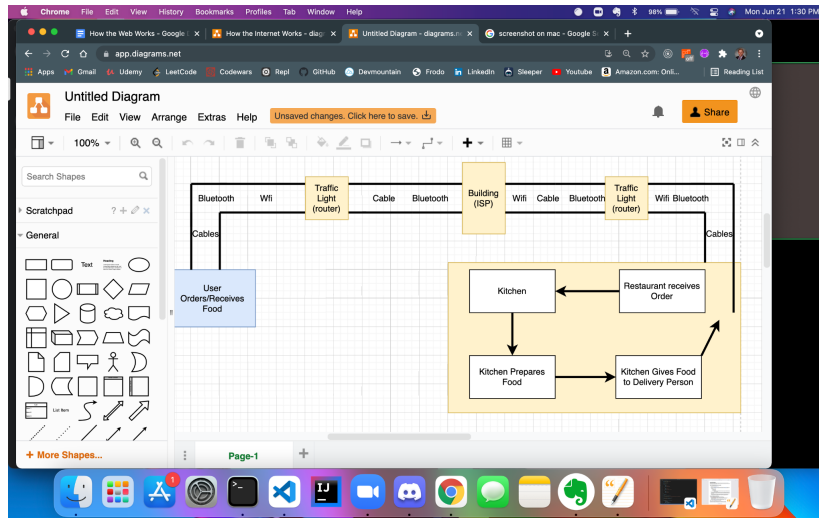 Chrome File Edit View History Bookmarks Profiles Tab Window Help 98% Mon Jun 21 1:30 PM
How the Web Works - Google
How the Internet Works - diagr
Untitled Diagram - diagrams.ne
screenshot on mac - Google Se
app.diagrams.net
Apps Gmail Udemy LeetCode Codewars Repl GitHub Devmountain Frodo LinkedIn Sleeper Youtube Amazon.com: Onli... Reading List
Untitled Diagram
File Edit View Arrange Extras Help Unsaved changes. Click here to save. Share
100%
Search Shapes
Scratchpad ?
General
Text
List Item
+ More Shapes...
Bluetooth Wfi
Traffic
Light
(router)
Cable Bluetooth
Building
(ISP)
Wifi Cable Bluetooth
Traffic
Light
(router)
Wifi Bluetooth
Cables
Cables
User
Orders/Receives
Food
Kitchen
Restaurant receives
Order
Kitchen Prepares
Food
Kitchen Gives Food
to Delivery Person
Page-1
1
IJ